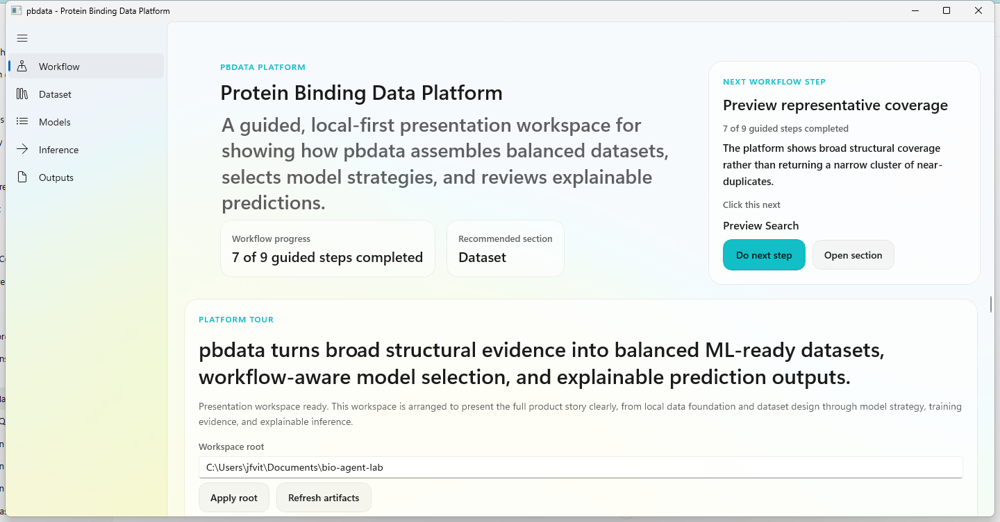 pbdata - Protein Binding Data Platform
Workflow
Dataset
Models
Inference
Outputs
PBDATA PLATFORM
Protein Binding Data Platform
A guided, local-first presentation workspace for
showing how pbdata assembles balanced datasets,
selects model strategies, and reviews explainable
predictions.
Workflow progress
7 of 9 guided steps completed
Recommended section
Dataset
NEXT WORKFLOW STEP
Preview representative coverage
7 of 9 guided steps completed
The platform shows broad structural coverage
rather than returning a narrow cluster of near-
duplicates.
Click this next
Preview Search
Do next step
Open section
PLATFORM TOUR
pbdata turns broad structural evidence into balanced ML-ready datasets,
workflow-aware model selection, and explainable prediction outputs.
Presentation workspace ready. This workspace is arranged to present the full product story clearly, from local data foundation and dataset design through model strategy, training
evidence, and explainable inference.
Workspace root
C:\Users\jfvit\Documents\bio-agent-lab
Apply root
Refresh artifacts